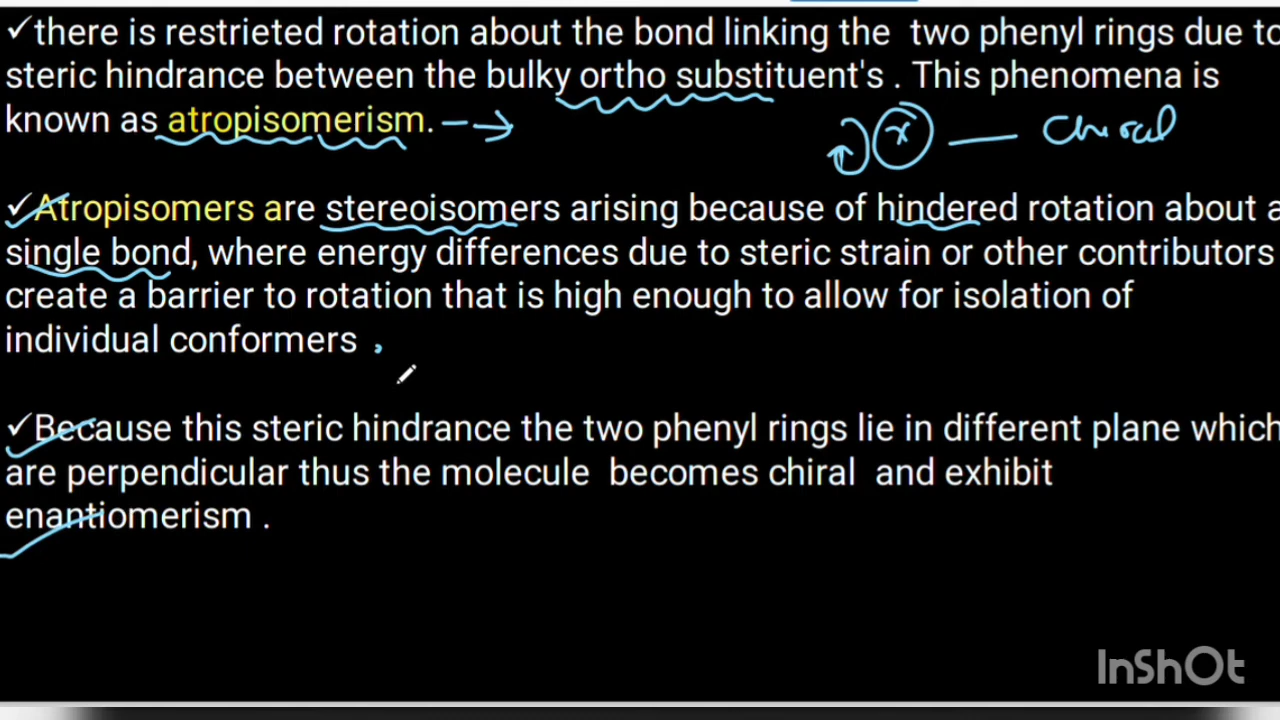 ✓there is restrieted rotation about the bond linking the two phenyl rings due to
steric hindrance between the bulky ortho substituent's . This phenomena is
known as atropisomerism. →
x — Chiral
✓Atropisomers are stereoisomers arising because of hindered rotation about a
single bond, where energy differences due to steric strain or other contributors
create a barrier to rotation that is high enough to allow for isolation of
individual conformers ,
✓Because this steric hindrance the two phenyl rings lie in different plane which
are perpendicular thus the molecule becomes chiral and exhibit
enantiomerism .
InShOt